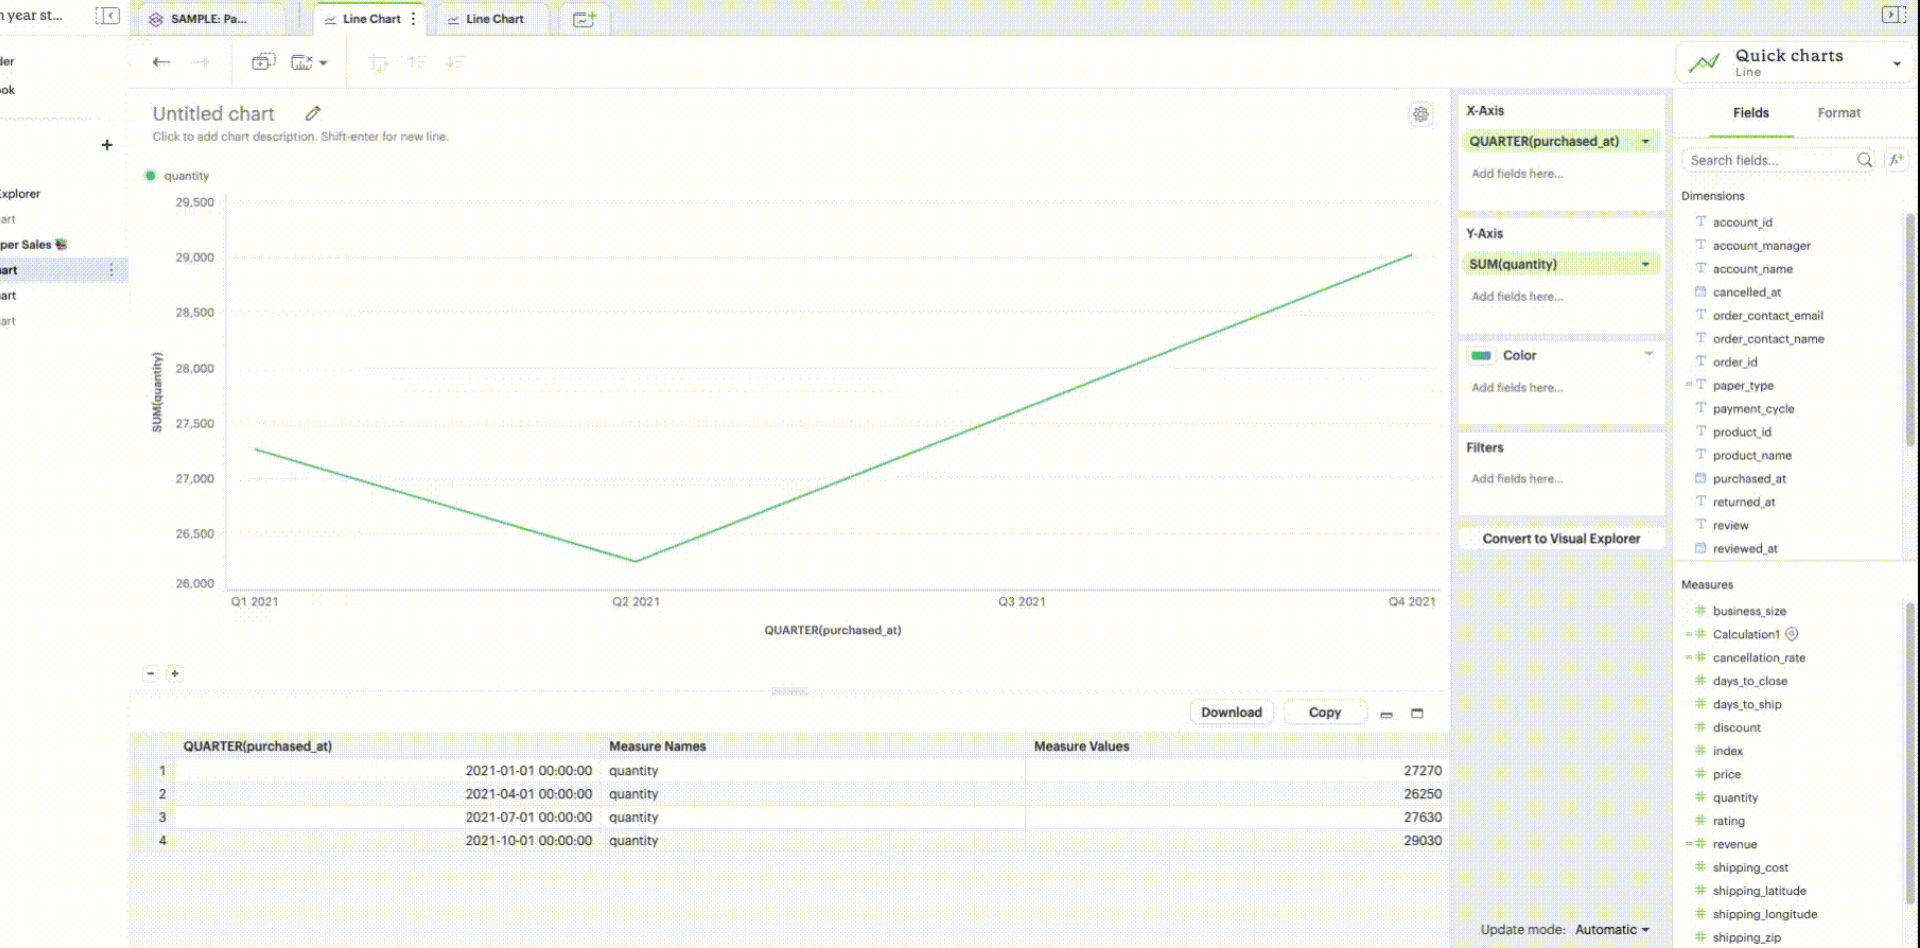 n year st...
SAMPLE: Pa...
Line Chart
Line Chart
der
ook
Explorer
art
per Sales
art
art
art
Untitled chart
Click to add chart description. Shift-enter for new line.
quantity
29,500
29,000
28,500
28,000
27,500
27,000
26,500
26,000
SUM(quantity)
Q1 2021
Q2 2021
Q3 2021
Q4 2021
QUARTER(purchased_at)
Download
Copy
QUARTER(purchased_at) Measure Names Measure Values
1 2021-01-01 00:00:00 quantity 27270
2 2021-04-01 00:00:00 quantity 26250
3 2021-07-01 00:00:00 quantity 27630
4 2021-10-01 00:00:00 quantity 29030
X-Axis
QUARTER(purchased_at)
Add fields here...
Y-Axis
SUM(quantity)
Add fields here...
Color
Add fields here...
Filters
Add fields here...
Convert to Visual Explorer
Update mode: Automatic
Quick charts
Line
Fields
Format
Search fields...
Dimensions
account_id
account_manager
account_name
cancelled_at
order_contact_email
order_contact_name
order_id
paper_type
payment_cycle
product_id
product_name
purchased_at
returned_at
review
reviewed_at
Measures
business_size
Calculation1
cancellation_rate
days_to_close
days_to_ship
discount
index
price
quantity
rating
revenue
shipping_cost
shipping_latitude
shipping_longitude
shipping_zip